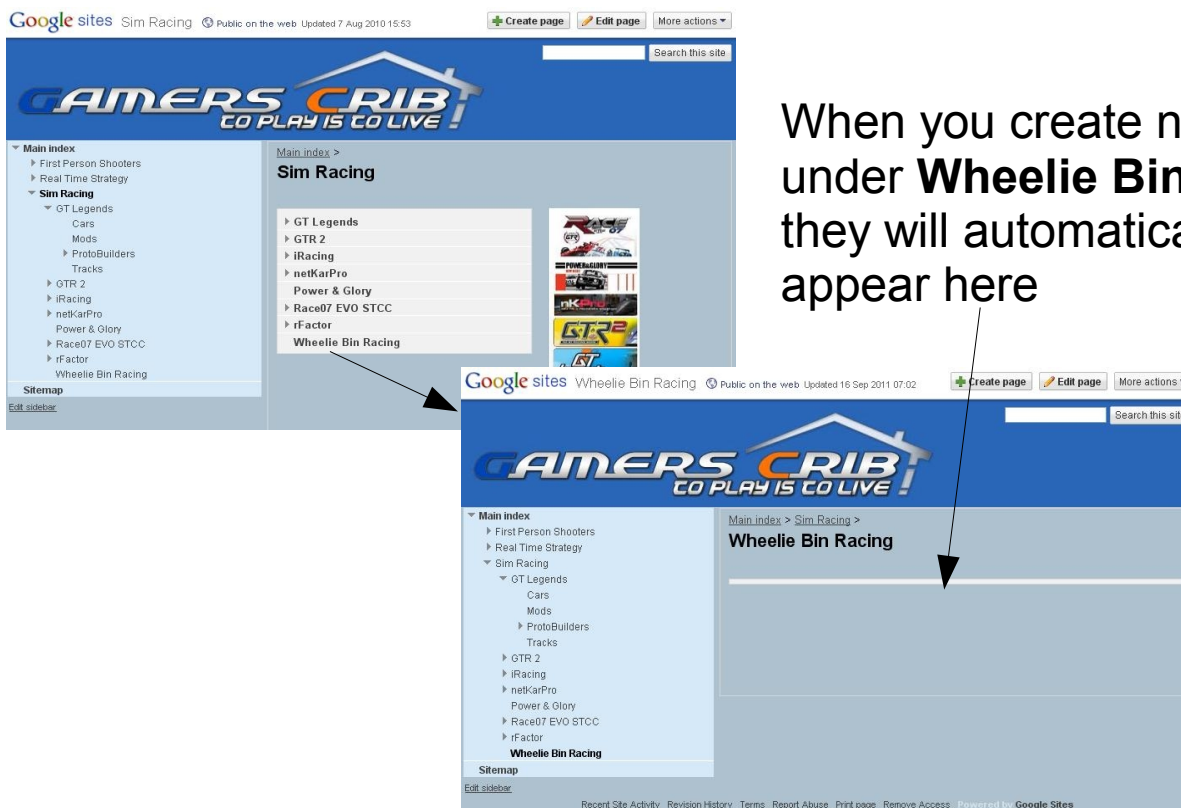 Google sites Sim Racing Public on the web Updated 7 Aug 2010 15:53
Create page Edit page More actions
Search this site
GAMERS CRIB!
TO PLAY IS TO LIVE
Main index
First Person Shooters
Real Time Strategy
Sim Racing
GT Legends
Cars
Mods
ProtoBuilders
Tracks
GTR 2
iRacing
netKarPro
Power & Glory
Race07 EVO STCC
rFactor
Wheelie Bin Racing
Sitemap
Edit sidebar
Main index >
Sim Racing
GT Legends
GTR 2
iRacing
netKarPro
Power & Glory
Race07 EVO STCC
rFactor
Wheelie Bin Racing
RACE
07
GTR
POWER&GLORY
nKPro
GTR2
GT
When you create n
under Wheelie Bin
they will automatica
appear here
Google sites Wheelie Bin Racing Public on the web Updated 16 Sep 2011 07:02
Create page Edit page More actions
Search this site
GAMERS CRIB!
TO PLAY IS TO LIVE
Main index
First Person Shooters
Real Time Strategy
Sim Racing
GT Legends
Cars
Mods
ProtoBuilders
Tracks
GTR 2
iRacing
netKarPro
Power & Glory
Race07 EVO STCC
rFactor
Wheelie Bin Racing
Sitemap
Edit sidebar
Main index > Sim Racing >
Wheelie Bin Racing
Recent Site Activity Revision History Terms Report Abuse Print page Remove Access Powered by Google Sites